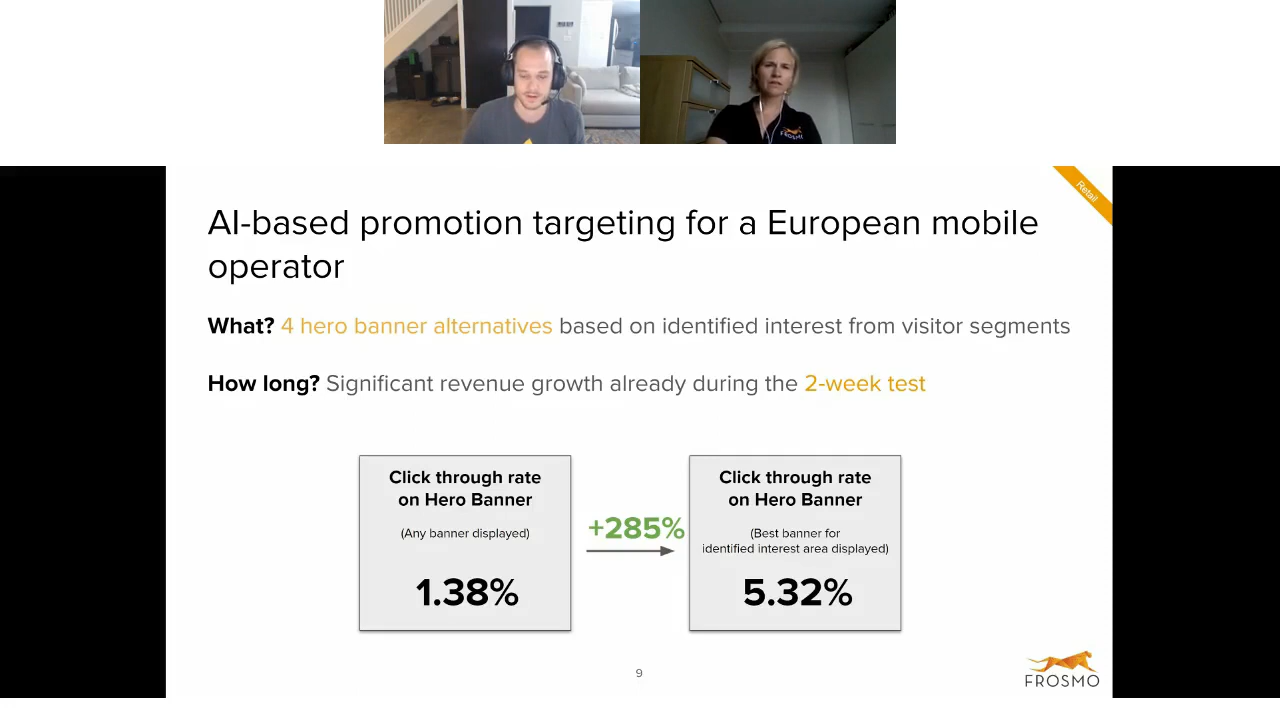 FROSMO
Retail
AI-based promotion targeting for a European mobile
operator
What? 4 hero banner alternatives based on identified interest from visitor segments
How long? Significant revenue growth already during the 2-week test
Click through rate
on Hero Banner
(Any banner displayed)
1.38%
+285%
Click through rate
on Hero Banner
(Best banner for
identified interest area displayed)
5.32%
9
FROSMO